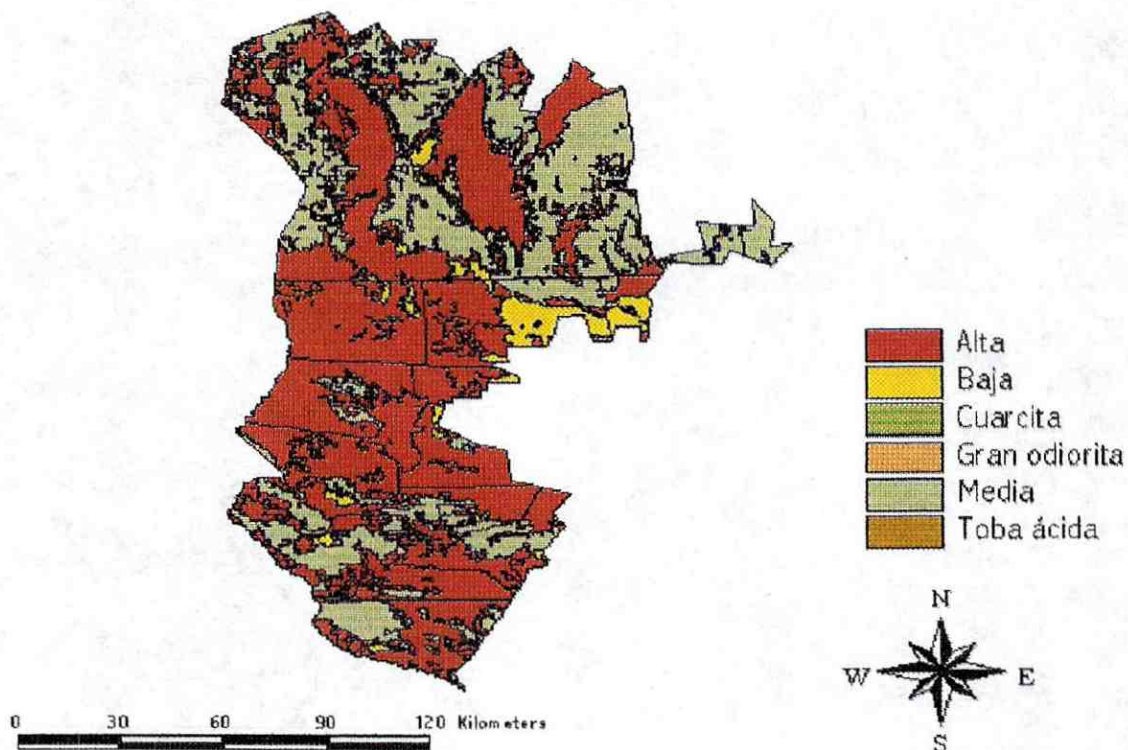 Alta
Baja
Cuarcita
Gran odiorita
Media
Toba ácida
N
W E
S
0 30 60 90 120 Kilometers